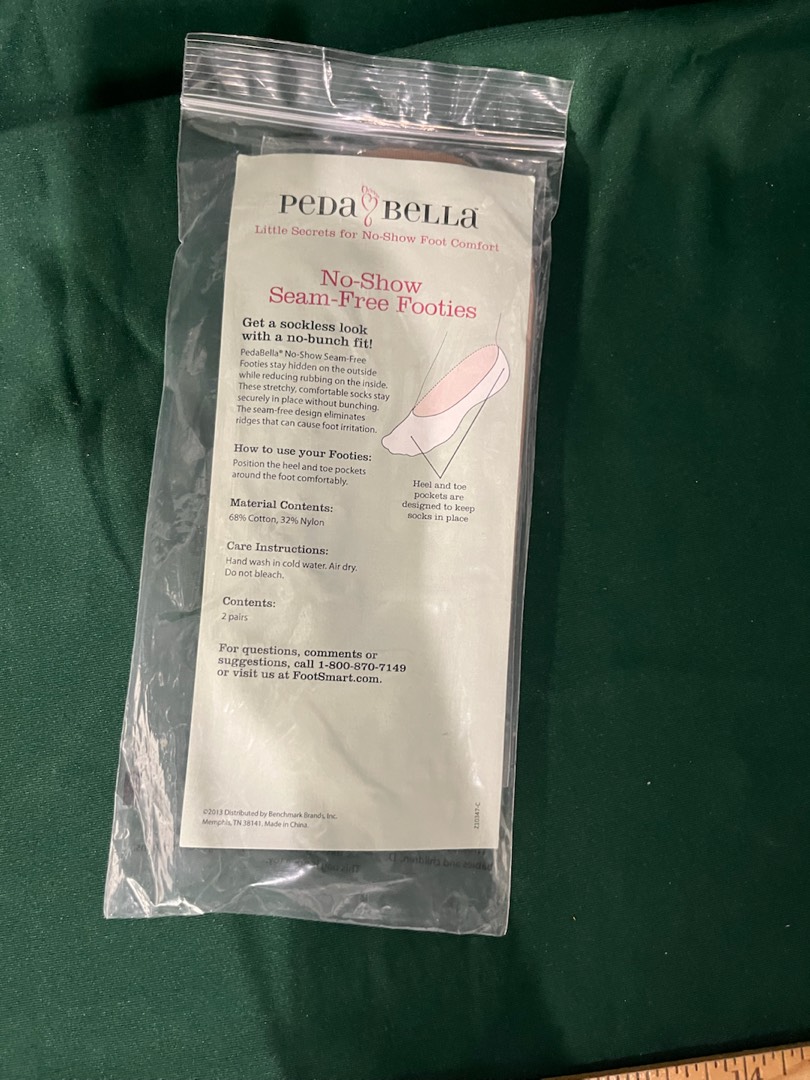 PEDA BELLA
Little Secrets for No-Show Foot Comfort
No-Show
Seam-Free Footies
Get a sockless look
with a no-bunch fit!
PedaBella® No-Show Seam-Free
Footies stay hidden on the outside
while reducing rubbing on the inside.
These stretchy, comfortable socks stay
securely in place without bunching.
The seam-free design eliminates
ridges that can cause foot irritation.
How to use your Footies:
Position the heel and toe pockets
around the foot comfortably.
Heel and toe
pockets are
designed to keep
socks in place
Material Contents:
68% Cotton, 32% Nylon
Care Instructions:
Hand wash in cold water. Air dry.
Do not bleach.
Contents:
2 pairs
For questions, comments or
suggestions, call 1-800-870-7149
or visit us at FootSmart.com.
©2013 Distributed by Benchmark Brands, Inc.
Memphis, TN 38141. Made in China.
14